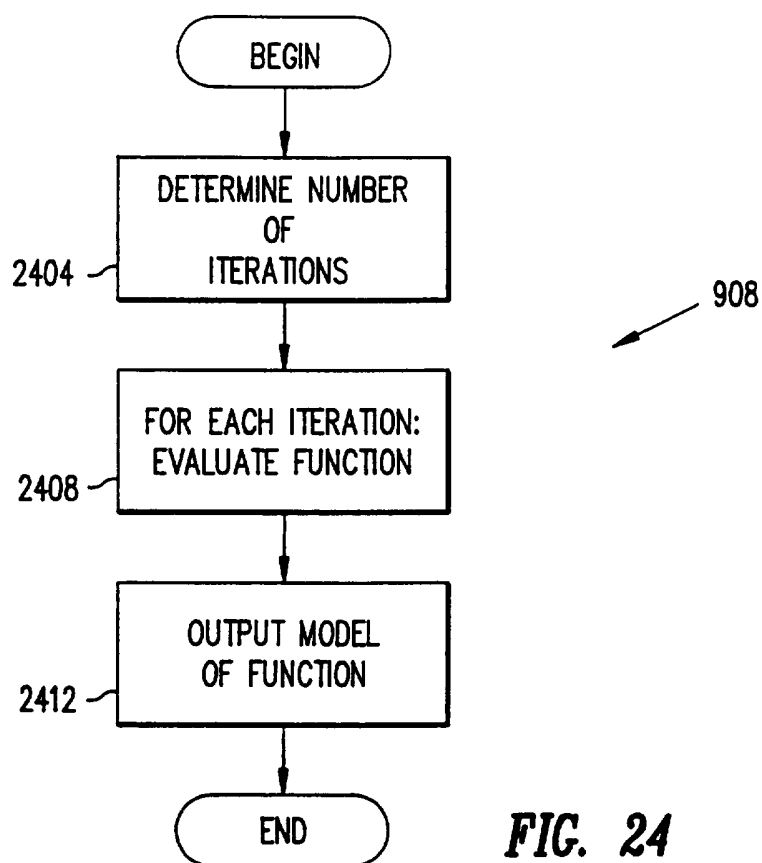 BEGIN
DETERMINE NUMBER
OF
ITERATIONS
2404
908
FOR EACH ITERATION:
EVALUATE FUNCTION
2408
OUTPUT MODEL
OF FUNCTION
2412
END
FIG. 24